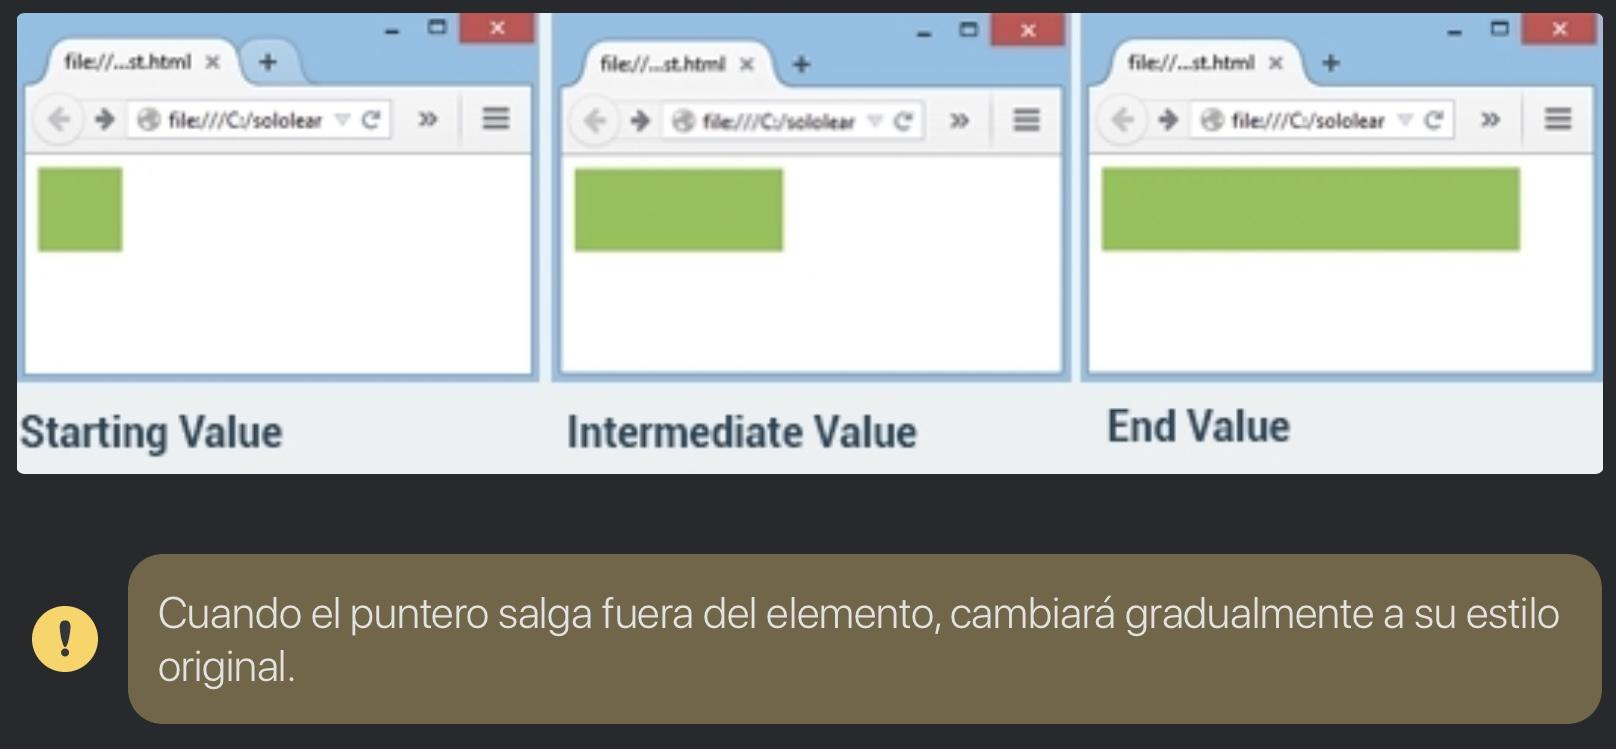 file://...st.html
file:///C:/sololear
file://...st.html
file:///C:/sololear
file://...st.html
file:///C:/sololear
Starting Value
Intermediate Value
End Value
Cuando el puntero salga fuera del elemento, cambiará gradualmente a su estilo
original.